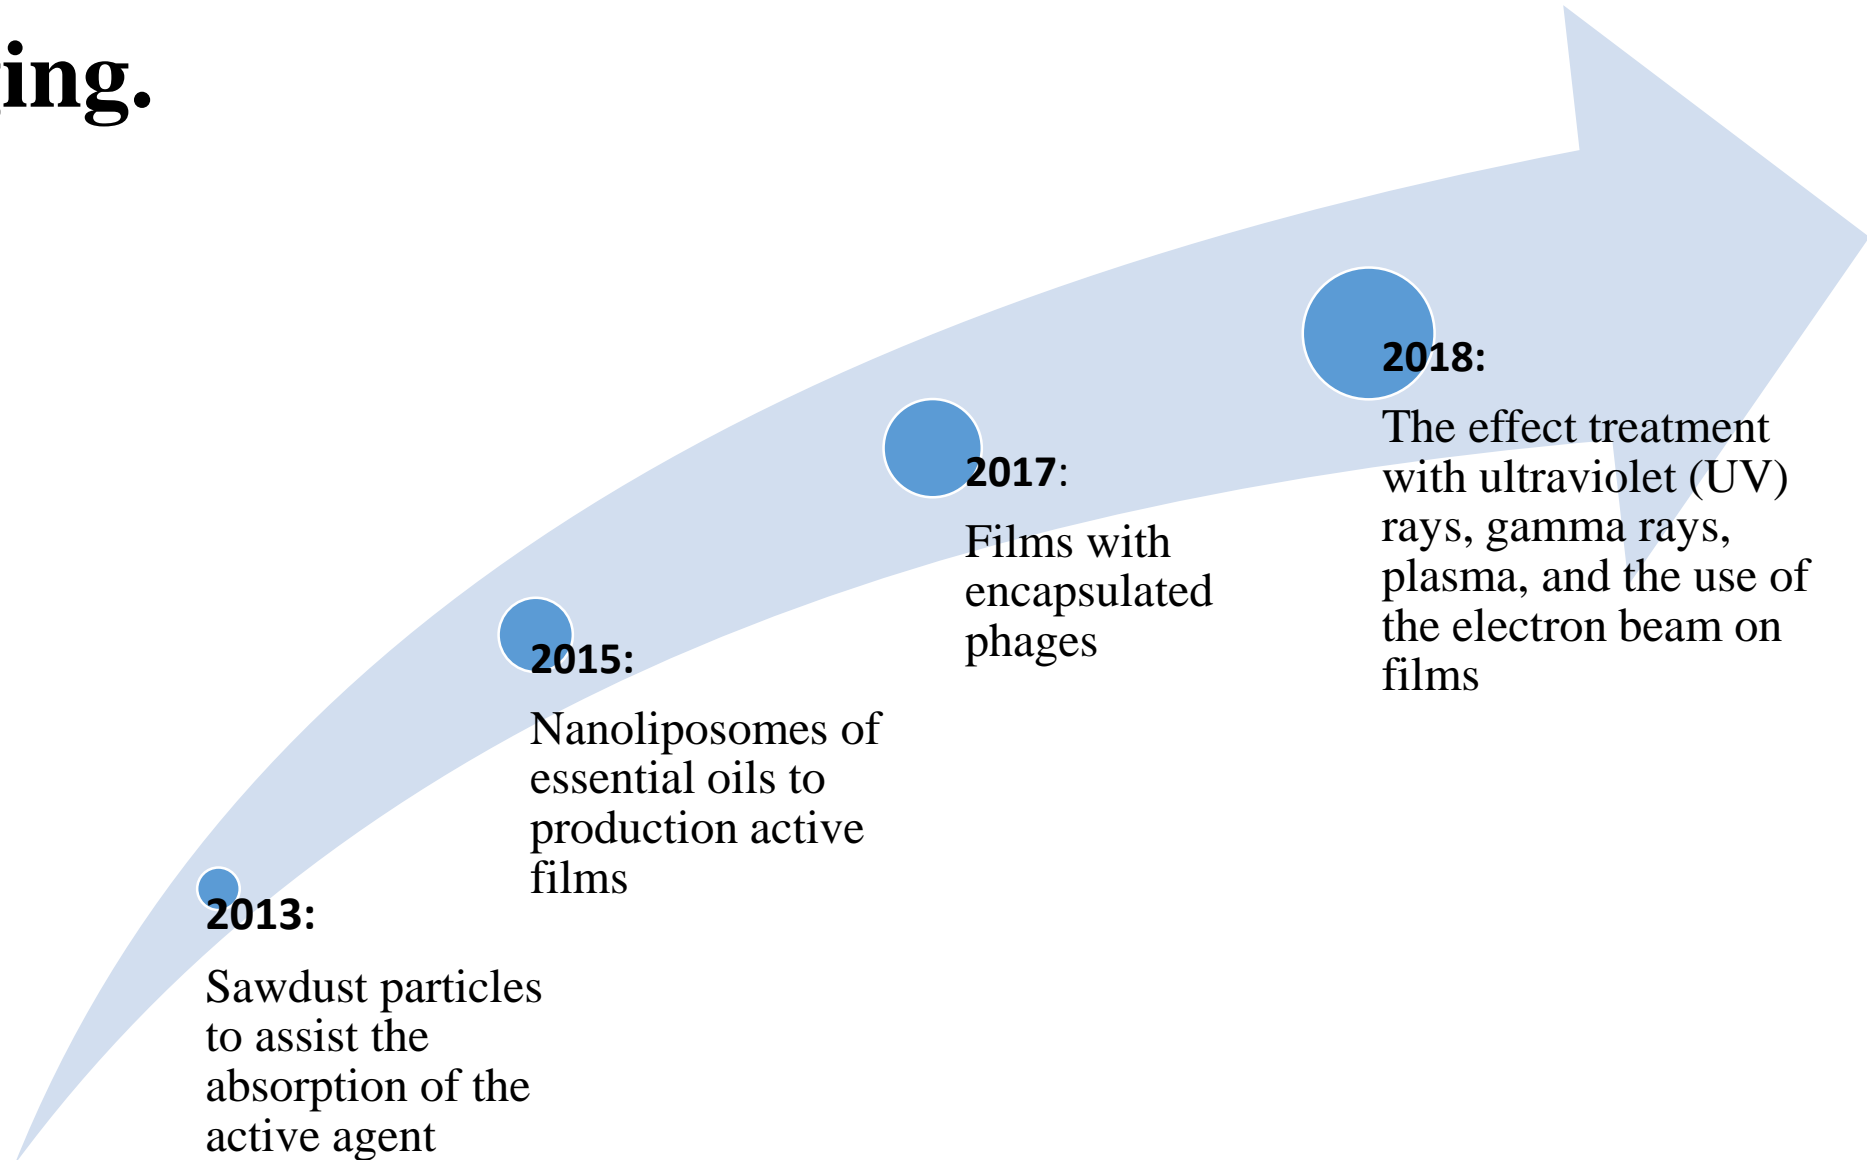 ing.
2013:
Sawdust particles
to assist the
absorption of the
active agent
2015:
Nanoliposomes of
essential oils to
production active
films
2017:
Films with
encapsulated
phages
2018:
The effect treatment
with ultraviolet (UV)
rays, gamma rays,
plasma, and the use of
the electron beam on
films